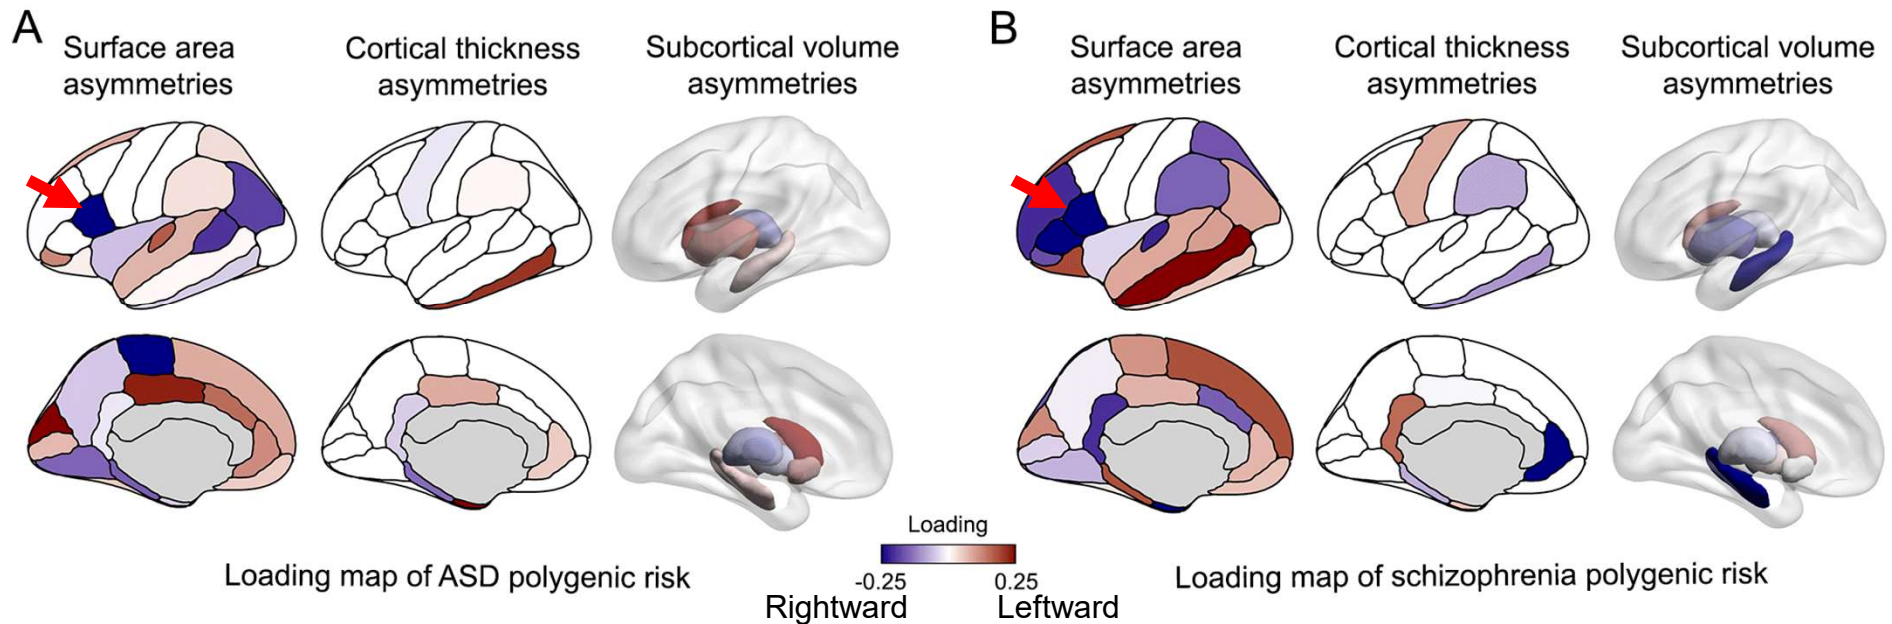 A
Surface area
asymmetries
Cortical thickness
asymmetries
Subcortical volume
asymmetries
B
Surface area
asymmetries
Cortical thickness
asymmetries
Subcortical volume
asymmetries
Loading
-0.25
0.25
Rightward
Leftward
Loading map of ASD polygenic risk
Loading map of schizophrenia polygenic risk